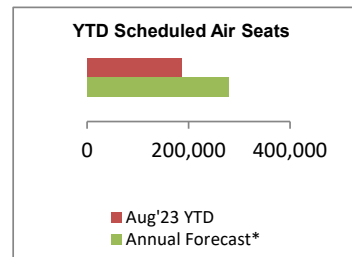 YTD Scheduled Air Seats
0 200,000 400,000
Aug'23 YTD
Annual Forecast*